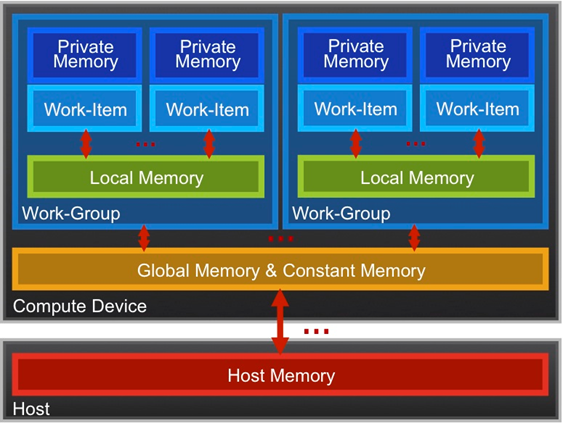 Private
Memory
Private
Memory
Private
Memory
Private
Memory
Work-Item
Work-Item
Work-Item
Work-Item
...
...
Local Memory
Local Memory
Work-Group
Work-Group
...
Global Memory & Constant Memory
Compute Device
...
Host Memory
Host